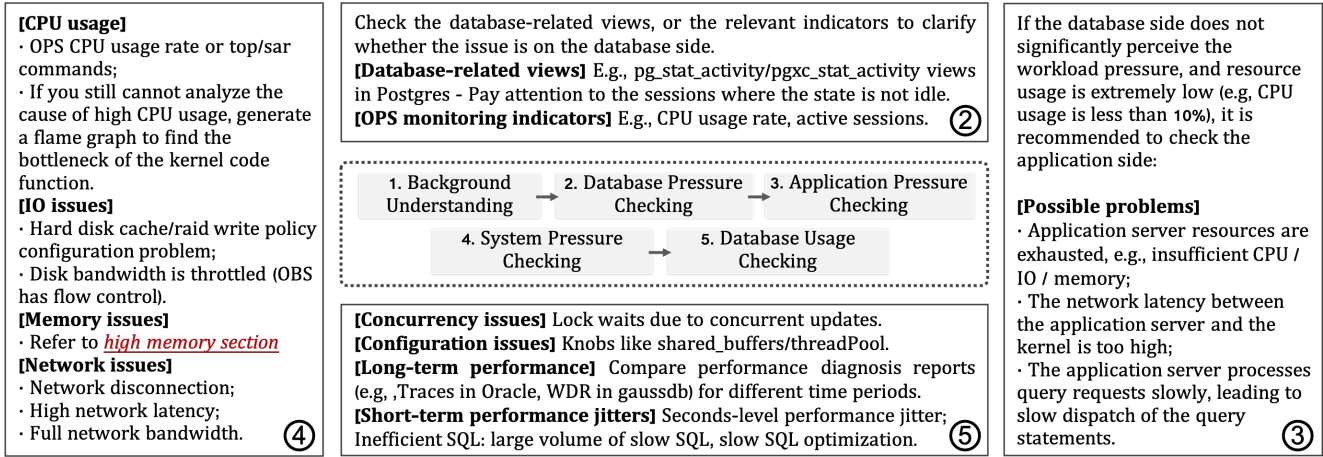 [CPU usage]
· OPS CPU usage rate or top/sar
commands;
· If you still cannot analyze the
cause of high CPU usage, generate
a flame graph to find the
bottleneck of the kernel code
function.
[IO issues]
· Hard disk cache/raid write policy
configuration problem;
· Disk bandwidth is throttled (OBS
has flow control).
[Memory issues]
· Refer to high memory section
[Network issues]
· Network disconnection;
· High network latency;
· Full network bandwidth.
④
Check the database-related views, or the relevant indicators to clarify
whether the issue is on the database side.
[Database-related views] E.g., pg_stat_activity/pgxc_stat_activity views
in Postgres - Pay attention to the sessions where the state is not idle.
[OPS monitoring indicators] E.g., CPU usage rate, active sessions.
②
1. Background
Understanding
2. Database Pressure
Checking
3. Application Pressure
Checking
4. System Pressure
Checking
5. Database Usage
Checking
[Concurrency issues] Lock waits due to concurrent updates.
[Configuration issues] Knobs like shared_buffers/threadPool.
[Long-term performance] Compare performance diagnosis reports
(e.g, ,Traces in Oracle, WDR in gaussdb) for different time periods.
[Short-term performance jitters] Seconds-level performance jitter;
Inefficient SQL: large volume of slow SQL, slow SQL optimization.
⑤
If the database side does not
significantly perceive the
workload pressure, and resource
usage is extremely low (e.g, CPU
usage is less than 10%), it is
recommended to check the
application side:
[Possible problems]
· Application server resources are
exhausted, e.g., insufficient CPU /
IO / memory;
· The network latency between
the application server and the
kernel is too high;
· The application server processes
query requests slowly, leading to
slow dispatch of the query
statements.
③